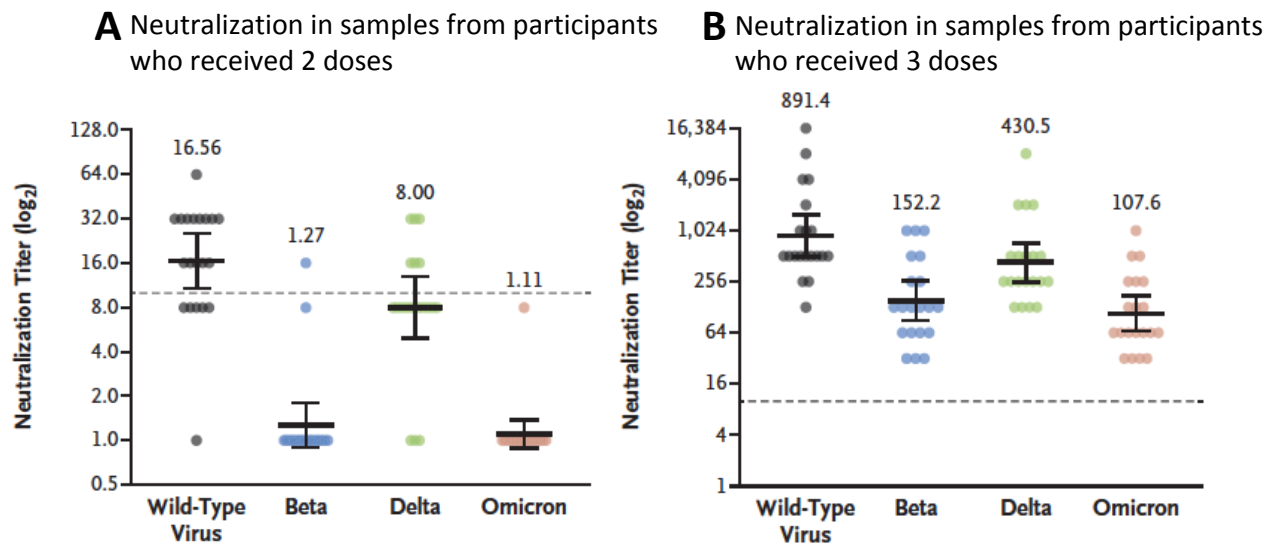 A Neutralization in samples from participants
who received 2 doses
Neutralization Titer (log2)
128.0
64.0
32.0
16.0
8.0
4.0
2.0
1.0
0.5
16.56
1.27
8.00
1.11
Wild-Type
Virus
Beta
Delta
Omicron
B Neutralization in samples from participants
who received 3 doses
Neutralization Titer (log2)
16,384
4,096
1,024
256
64
16
4
1
891.4
152.2
430.5
107.6
Wild-Type
Virus
Beta
Delta
Omicron